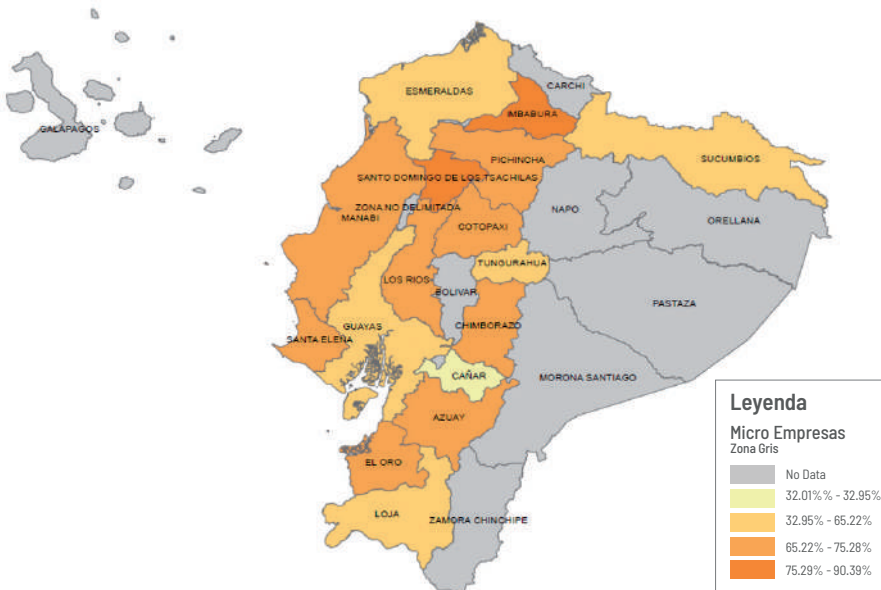 CARCHI
ESMERALDAS
IMBABURA
GALAPAGOS
PICHINCHA
SUCUMBIOS
SANTO DOMINGO DE LOS TSACHILAS
ZONA NO DELIMITADA
NAPO
MANABI
ORELLANA
COTOPAXI
TUNGURAHUA
LOS RIOS
BOLIVAR
PASTAZA
GUAYAS
CHIMBORAZO
SANTA ELENA
CAÑAR
MORONA SANTIAGO
AZUAY
EL ORO
LOJA
ZAMORA CHINCHIPE
Leyenda
Micro Empresas
Zona Gris
No Data
32.01%% - 32.95%
32.95% - 65.22%
65.22% - 75.28%
75.29% - 90.39%